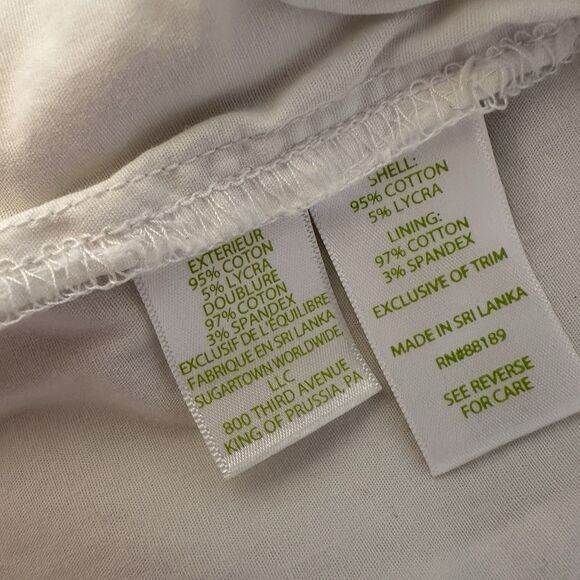 EXTERIEUR
95% COTON
5% LYCRA
DOUBLURE
97% COTON
3% SPANDEX
EXCLUSIF DE L'ÉQUILIBRE
FABRIQUE EN SRI LANKA
SUGARTOWN WORLDWIDE
LLC
800 THIRD AVENUE
KING OF PRUSSIA, PA
SHELL:
95% COTTON
5% LYCRA
LINING:
97% COTTON
3% SPANDEX
EXCLUSIVE OF TRIM
MADE IN SRI LANKA
RN#88189
SEE REVERSE
FOR CARE